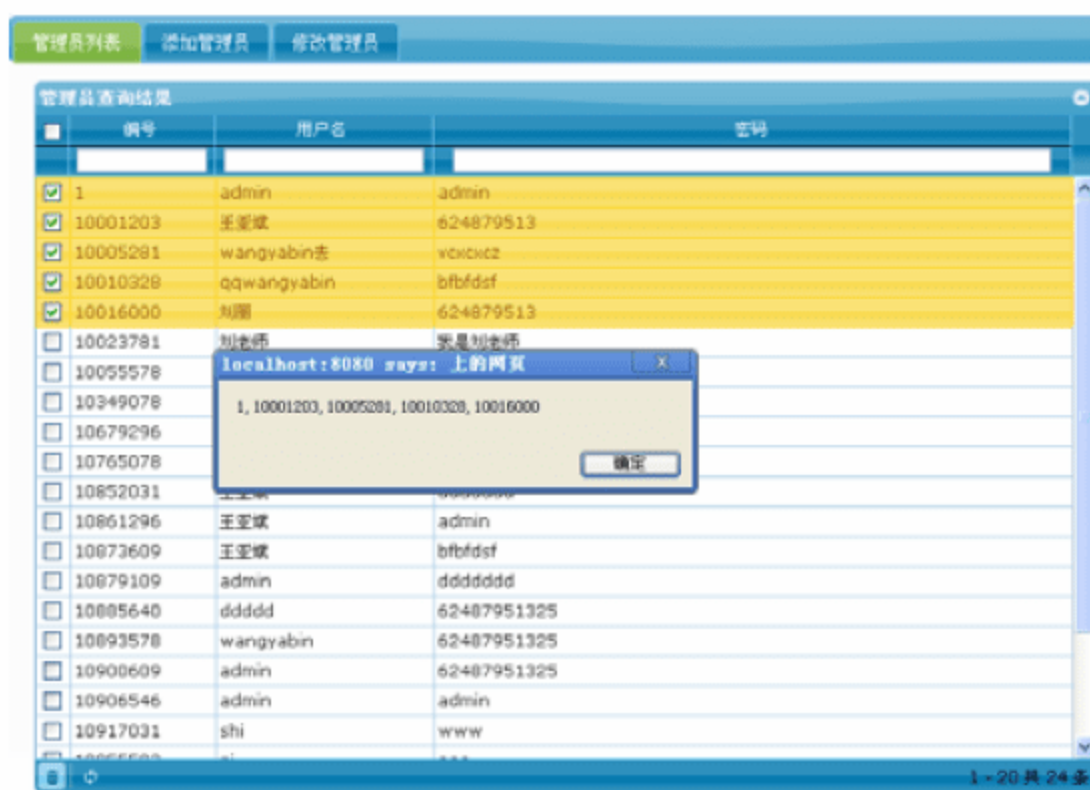 管理员列表 添加管理员 修改管理员
管理员查询结果
编号 用户名 密码
1 admin admin
10001203 王亚斌 624879513
10005281 wangyabin去 vcxcxcz
10010328 qqwangyabin bfbfdsf
10016000 刘丽 624879513
10023781 刘老师 我是刘老师
localhost:8080 says: 上的网页 X
10055578
10349078
1,10001203,10005281,10010328,10016000
10679296
10765078
确定
10852031 王亚斌 ddddddd
10861296 王亚斌 admin
10873609 王亚斌 bfbfdsf
10879109 admin ddddddd
10885640 ddddd 62487951325
10893578 wangyabin 62487951325
10900609 admin 62487951325
10906546 admin admin
10917031 shi www
1 - 20 共 24 条